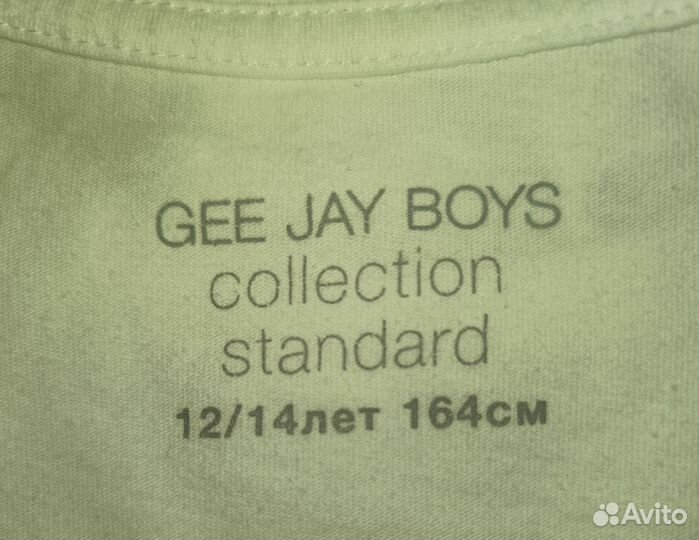 GEE JAY BOYS
collection
standard
12/14лет 164см
Avito